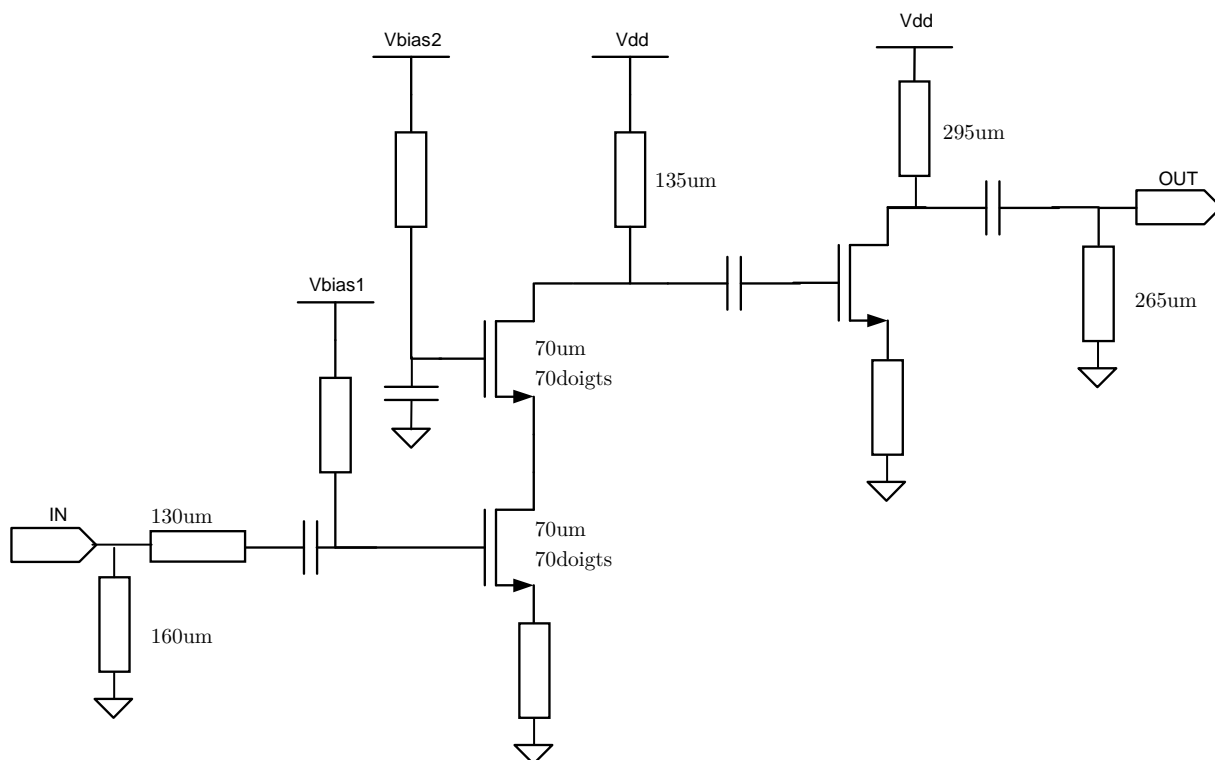 Vbias2
Vdd
Vdd
295um
135um
OUT
Vbias1
265um
70um
70doigts
IN
130um
70um
70doigts
160um